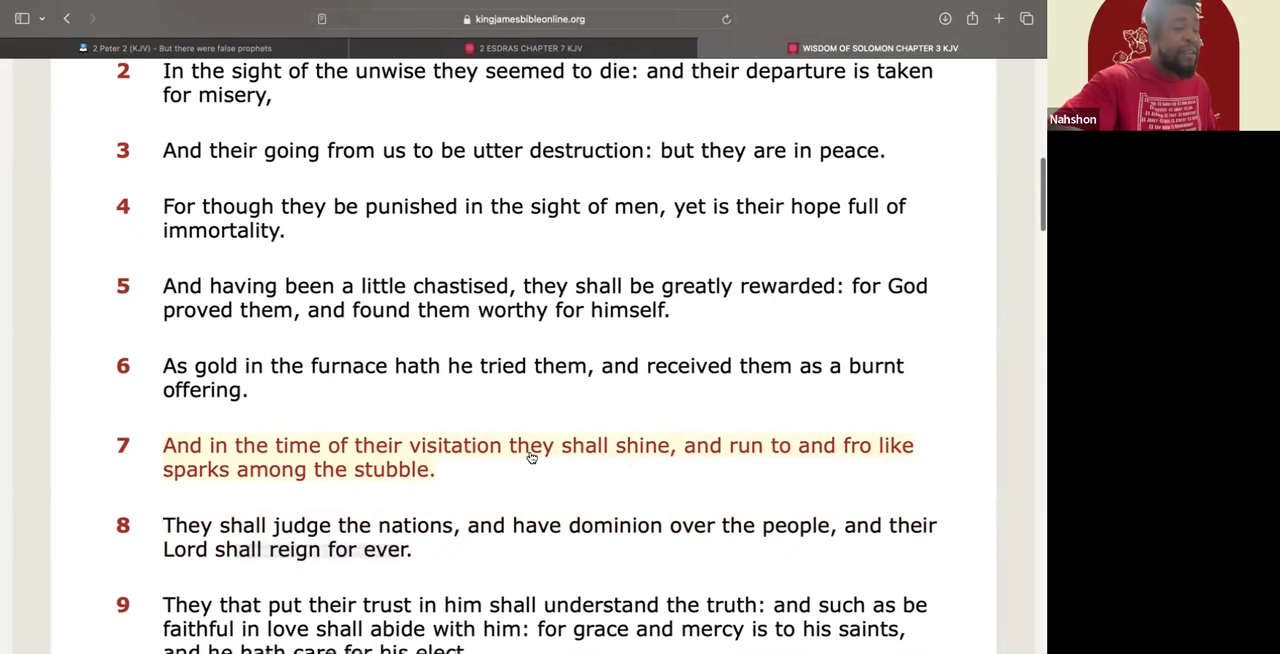 kingjamesbibleonline.org
2 Peter 2 (KJV) - But there were false prophets
2 ESDRAS CHAPTER 7 KJV
WISDOM OF SOLOMON CHAPTER 3 KJV
Nahshon
2 In the sight of the unwise they seemed to die: and their departure is taken
for misery,
3 And their going from us to be utter destruction: but they are in peace.
4 For though they be punished in the sight of men, yet is their hope full of
immortality.
5 And having been a little chastised, they shall be greatly rewarded: for God
proved them, and found them worthy for himself.
6 As gold in the furnace hath he tried them, and received them as a burnt
offering.
7 And in the time of their visitation they shall shine, and run to and fro like
sparks among the stubble.
8 They shall judge the nations, and have dominion over the people, and their
Lord shall reign for ever.
9 They that put their trust in him shall understand the truth: and such as be
faithful in love shall abide with him: for grace and mercy is to his saints,
and he hath care for his elect.